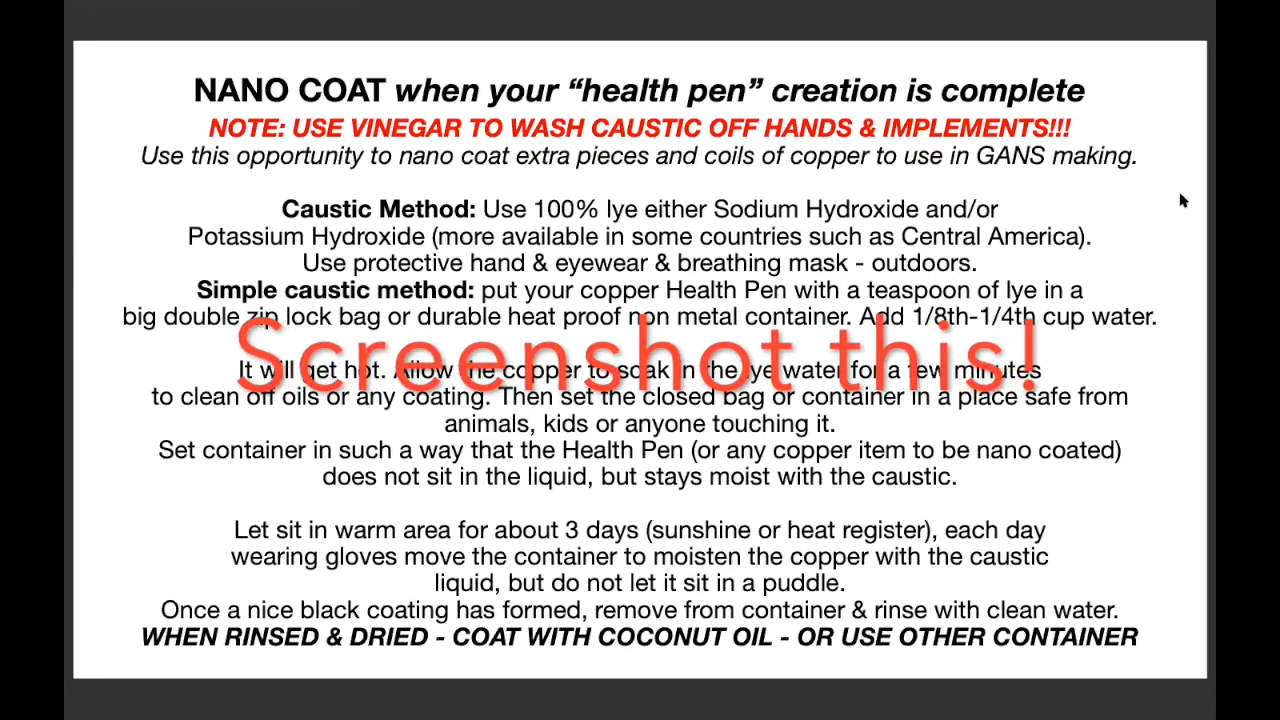 NANO COAT when your “health pen” creation is complete
NOTE: USE VINEGAR TO WASH CAUSTIC OFF HANDS & IMPLEMENTS!!!
Use this opportunity to nano coat extra pieces and coils of copper to use in GANS making.
Caustic Method: Use 100% lye either Sodium Hydroxide and/or
Potassium Hydroxide (more available in some countries such as Central America).
Use protective hand & eyewear & breathing mask - outdoors.
Simple caustic method: put your copper Health Pen with a teaspoon of lye in a
big double zip lock bag or durable heat proof non metal container. Add 1/8th-1/4th cup water.
Screenshot this!
It will get hot. Allow the copper to soak in the lye water for a few minutes
to clean off oils or any coating. Then set the closed bag or container in a place safe from
animals, kids or anyone touching it.
Set container in such a way that the Health Pen (or any copper item to be nano coated)
does not sit in the liquid, but stays moist with the caustic.
Let sit in warm area for about 3 days (sunshine or heat register), each day
wearing gloves move the container to moisten the copper with the caustic
liquid, but do not let it sit in a puddle.
Once a nice black coating has formed, remove from container & rinse with clean water.
WHEN RINSED & DRIED - COAT WITH COCONUT OIL - OR USE OTHER CONTAINER